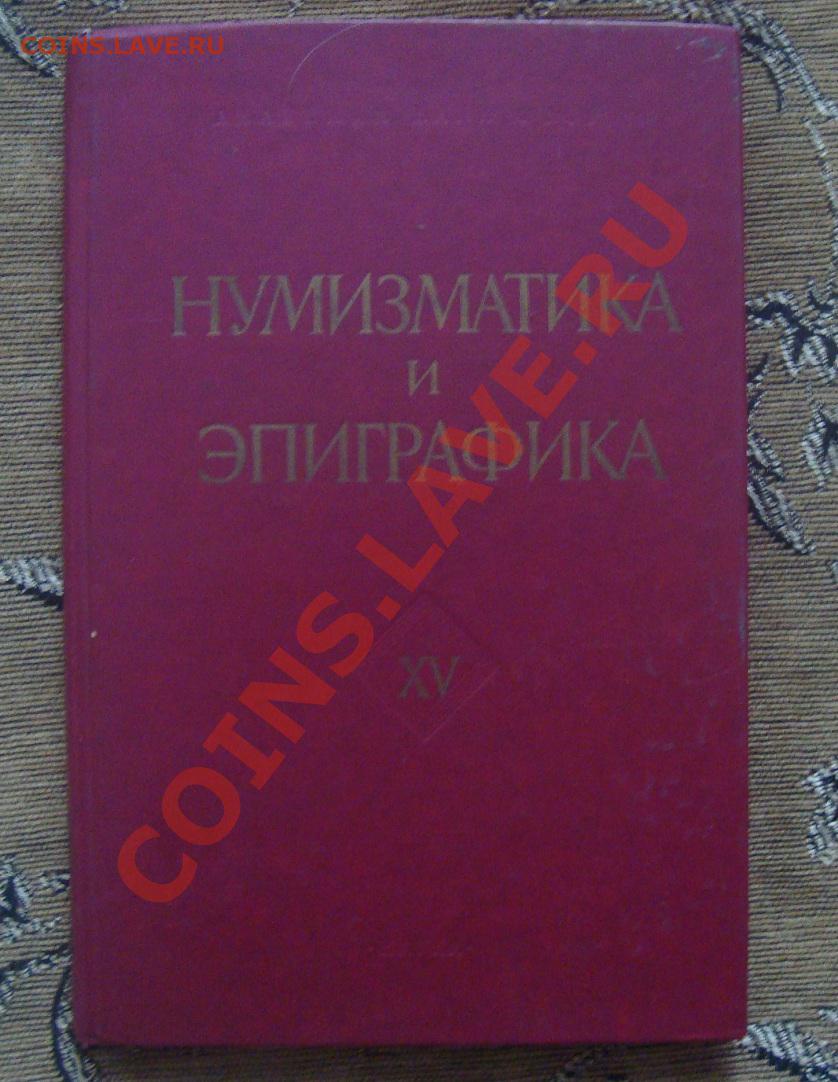 COINS.LAVE.RU
НУМИЗМАТИКА
И
ЭПИГРАФИКА
XV
COINS.LAVE.RU